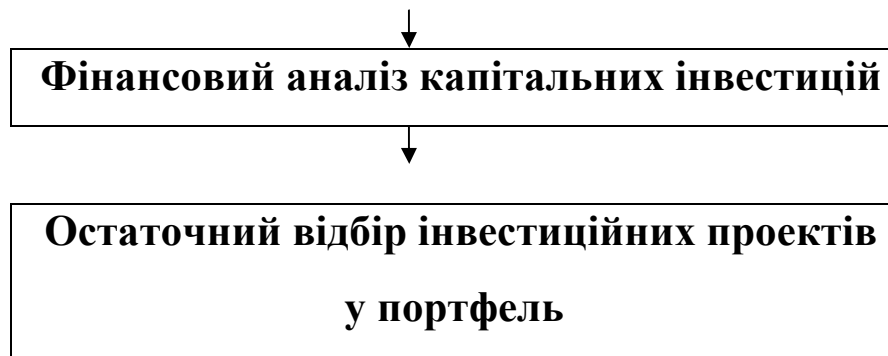 Фінансовий аналіз капітальних інвестицій
Остаточний відбір інвестиційних проектів
у портфель